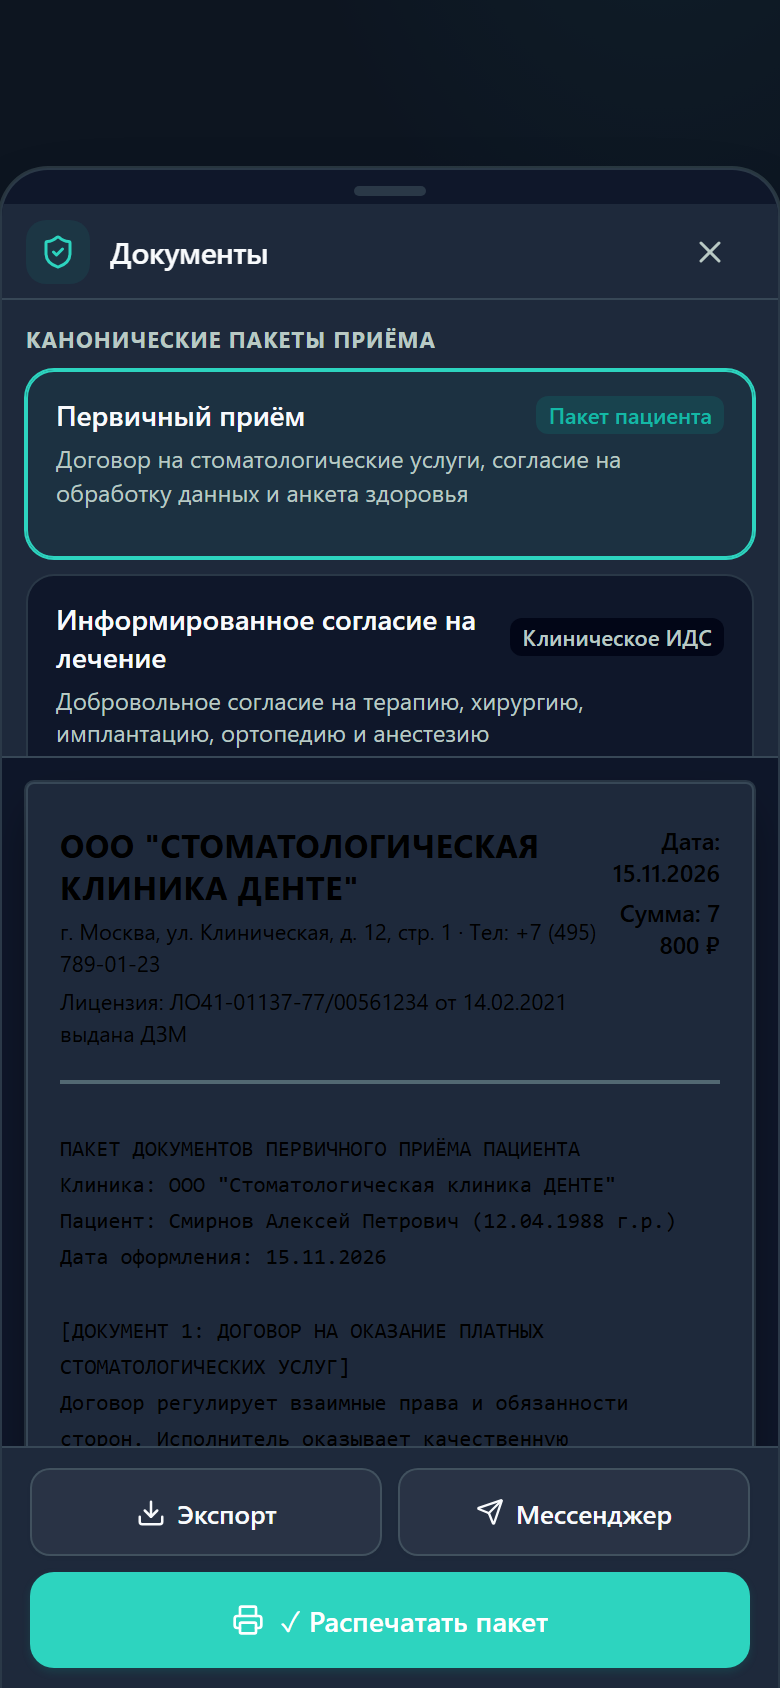 Документы
КАНОНИЧЕСКИЕ ПАКЕТЫ ПРИЁМА
Первичный приём
Пакет пациента
Договор на стоматологические услуги, согласие на
обработку данных и анкета здоровья
Информированное согласие на
лечение
Клиническое ИДС
Добровольное согласие на терапию, хирургию,
имплантацию, ортопедию и анестезию
ООО "СТОМАТОЛОГИЧЕСКАЯ
КЛИНИКА ДЕНТЕ"
г. Москва, ул. Клиническая, д. 12, стр. 1 · Тел: +7 (495)
789-01-23
Лицензия: ЛО41-01137-77/00561234 от 14.02.2021
выдана ДЗМ
Дата:
15.11.2026
Сумма: 7
800 ₽
ПАКЕТ ДОКУМЕНТОВ ПЕРВИЧНОГО ПРИЁМА ПАЦИЕНТА
Клиника: ООО "Стоматологическая клиника ДЕНТЕ"
Пациент: Смирнов Алексей Петрович (12.04.1988 г.р.)
Дата оформления: 15.11.2026
[ДОКУМЕНТ 1: ДОГОВОР НА ОКАЗАНИЕ ПЛАТНЫХ
СТОМАТОЛОГИЧЕСКИХ УСЛУГ]
Договор регулирует взаимные права и обязанности
сторон. Исполнитель оказывает качественную
Экспорт
Мессенджер
✓ Распечатать пакет